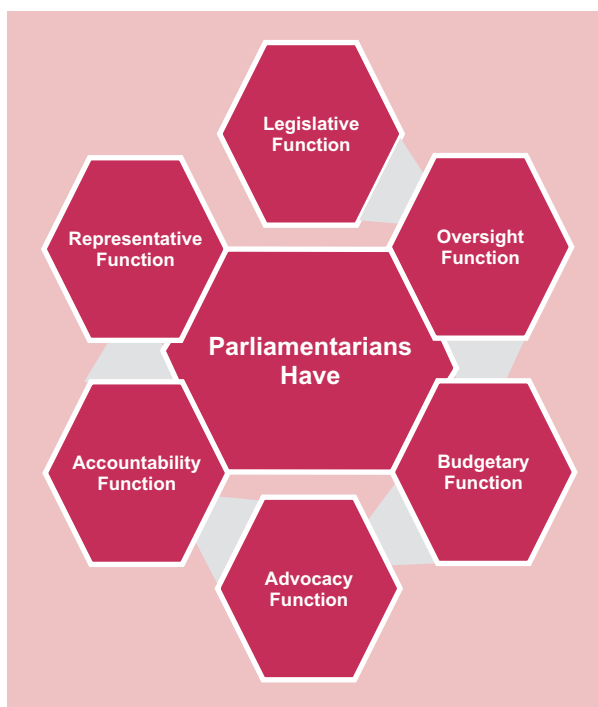 Legislative
Function
Representative
Function
Oversight
Function
Parliamentarians
Have
Accountability
Function
Budgetary
Function
Advocacy
Function